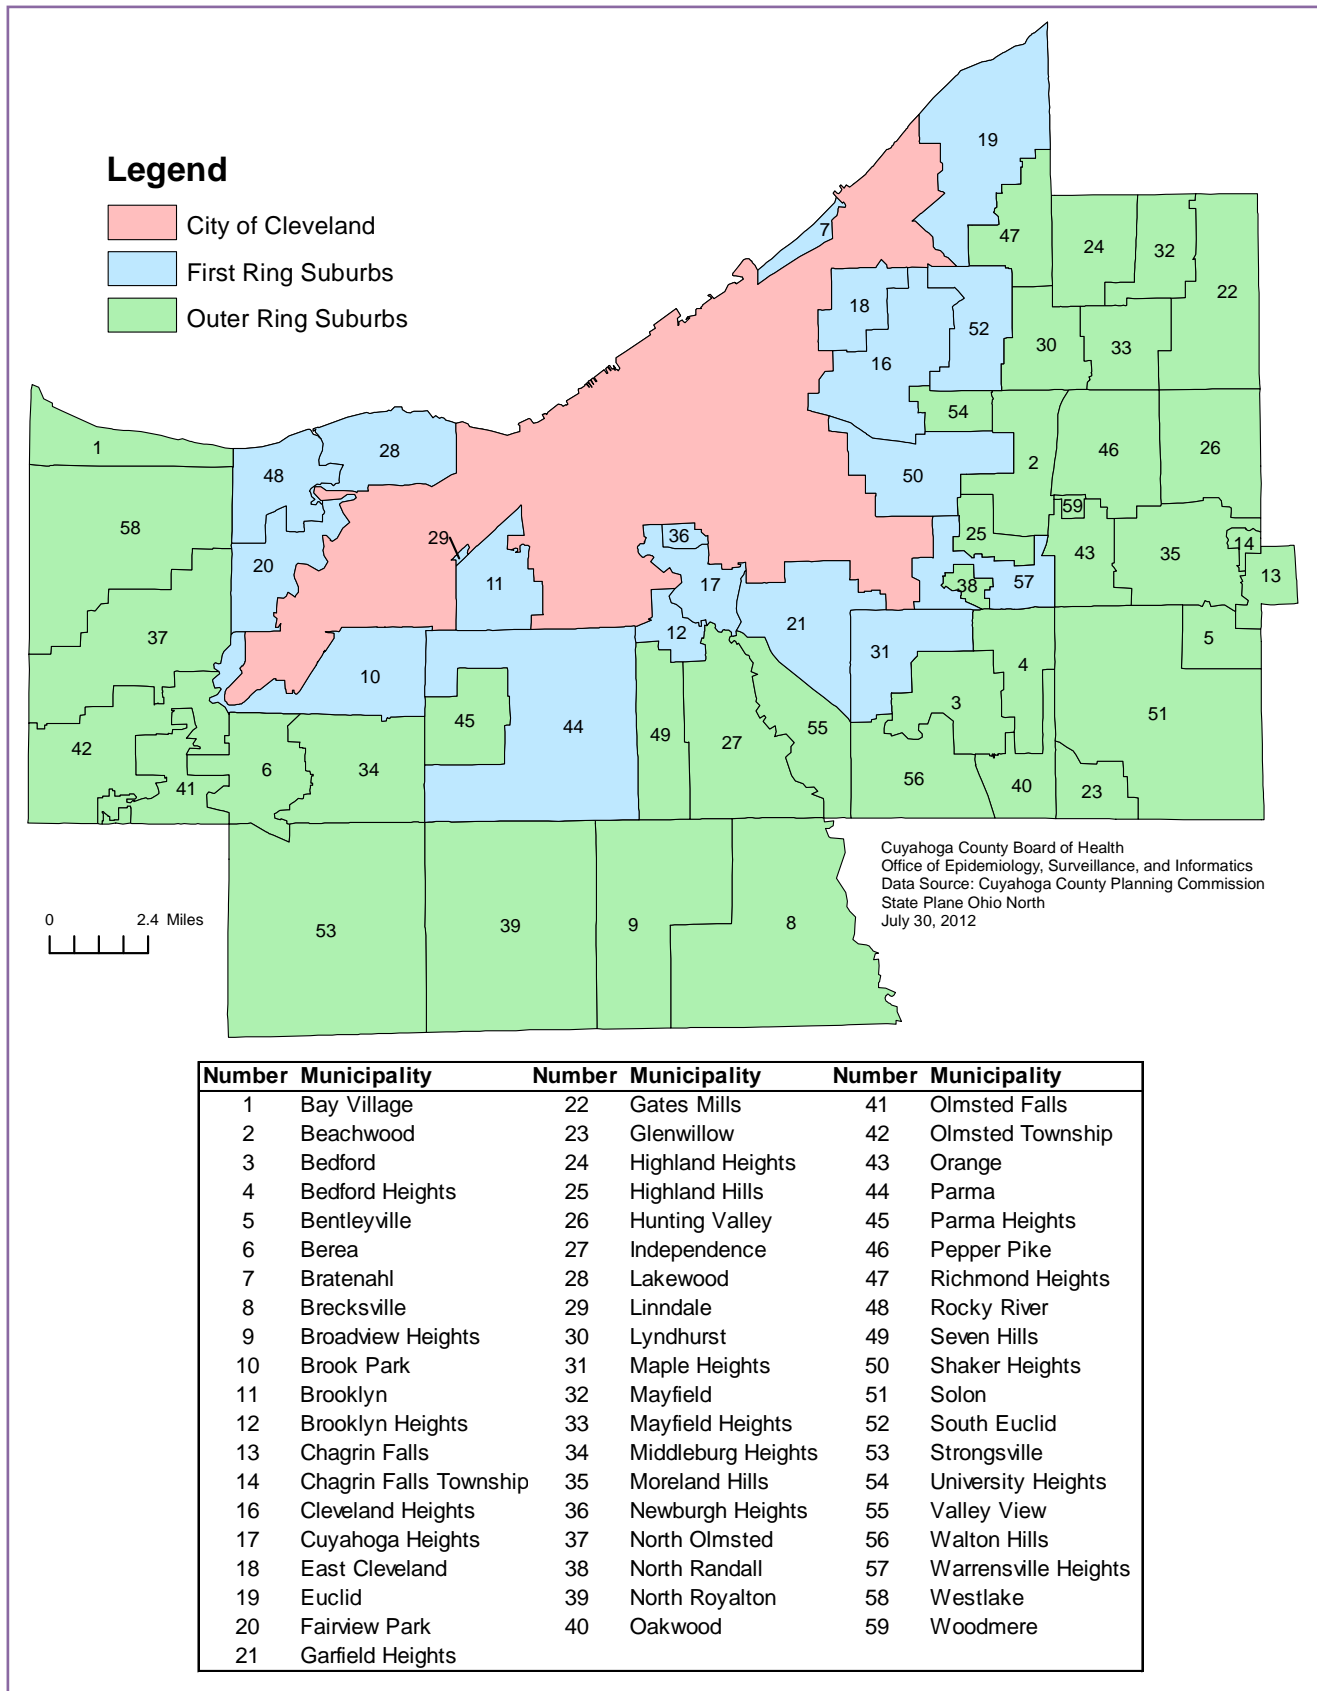 Legend
City of Cleveland
First Ring Suburbs
Outer Ring Suburbs
19
7
47
24
32
22
18
52
30
33
16
54
1
28
48
2
46
26
50
58
59
29
36
25
14
20
11
17
38
57
43
35
13
37
12
21
31
5
10
4
45
44
49
27
55
3
51
42
41
6
34
56
40
23
53
39
9
8
Cuyahoga County Board of Health
Office of Epidemiology, Surveillance, and Informatics
Data Source: Cuyahoga County Planning Commission
State Plane Ohio North
July 30, 2012
0 2.4 Miles
Number Municipality Number Municipality Number Municipality
1 Bay Village 22 Gates Mills 41 Olmsted Falls
2 Beachwood 23 Glenwillow 42 Olmsted Township
3 Bedford 24 Highland Heights 43 Orange
4 Bedford Heights 25 Highland Hills 44 Parma
5 Bentleyville 26 Hunting Valley 45 Parma Heights
6 Berea 27 Independence 46 Pepper Pike
7 Bratenahl 28 Lakewood 47 Richmond Heights
8 Brecksville 29 Linndale 48 Rocky River
9 Broadview Heights 30 Lyndhurst 49 Seven Hills
10 Brook Park 31 Maple Heights 50 Shaker Heights
11 Brooklyn 32 Mayfield 51 Solon
12 Brooklyn Heights 33 Mayfield Heights 52 South Euclid
13 Chagrin Falls 34 Middleburg Heights 53 Strongsville
14 Chagrin Falls Township 35 Moreland Hills 54 University Heights
16 Cleveland Heights 36 Newburgh Heights 55 Valley View
17 Cuyahoga Heights 37 North Olmsted 56 Walton Hills
18 East Cleveland 38 North Randall 57 Warrensville Heights
19 Euclid 39 North Royalton 58 Westlake
20 Fairview Park 40 Oakwood 59 Woodmere
21 Garfield Heights